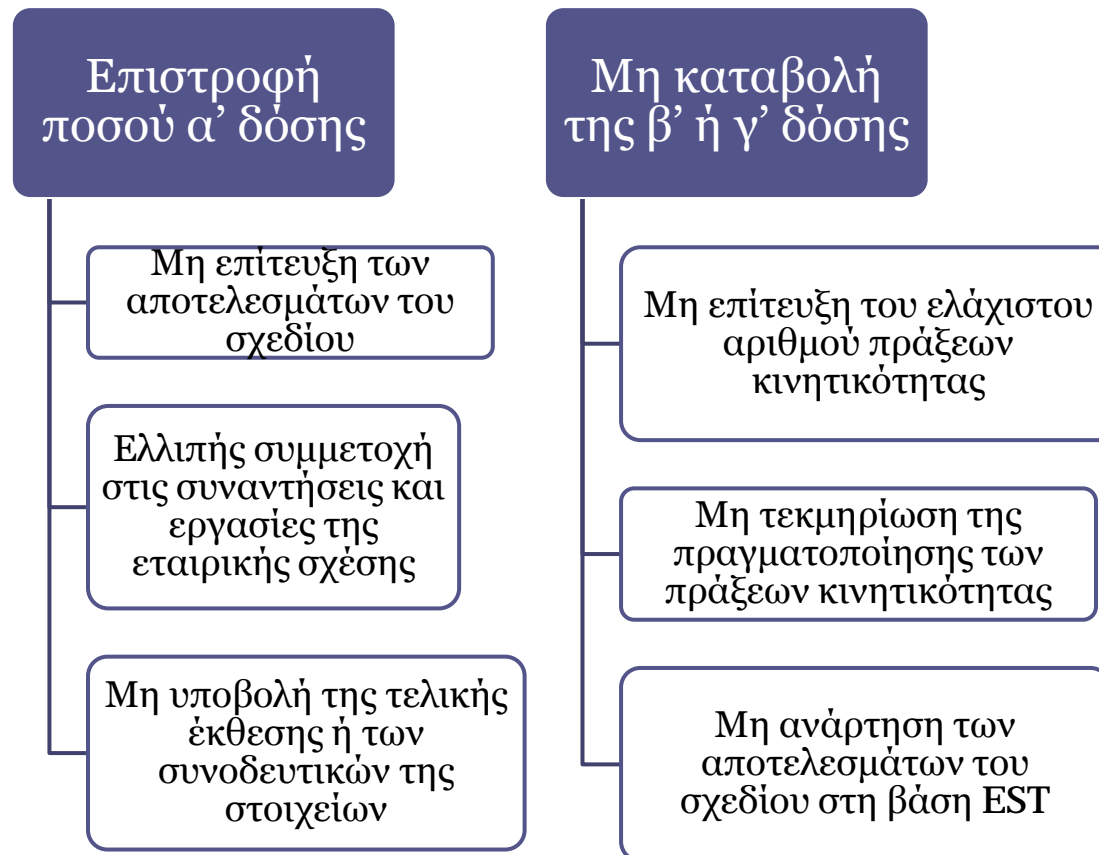 Επιστροφή
ποσού α’ δόσης
Μη επίτευξη των
αποτελεσμάτων του
σχεδίου
Ελλιπής συμμετοχή
στις συναντήσεις και
εργασίες της
εταιρικής σχέσης
Μη υποβολή της τελικής
έκθεσης ή των
συνοδευτικών της
στοιχείων
Μη καταβολή
της β’ ή γ’ δόσης
Μη επίτευξη του ελάχιστου
αριθμού πράξεων
κινητικότητας
Μη τεκμηρίωση της
πραγματοποίησης των
πράξεων κινητικότητας
Μη ανάρτηση των
αποτελεσμάτων του
σχεδίου στη βάση EST